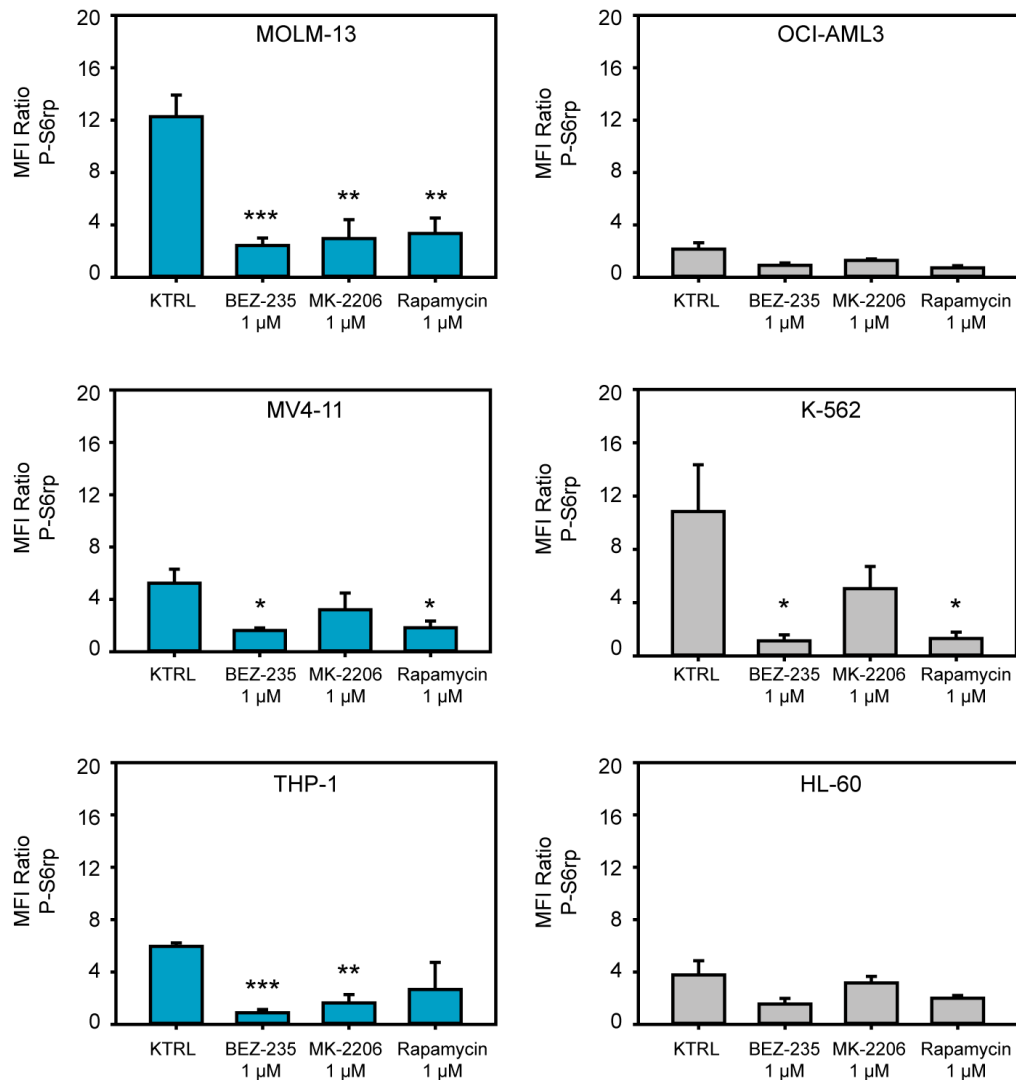 MOLM-13
MFI Ratio
P-S6rp
20
16
12
8
4
0
***
**
**
KTRL
BEZ-235
1 µM
MK-2206
1 µM
Rapamycin
1 µM
OCI-AML3
MFI Ratio
P-S6rp
20
16
12
8
4
0
KTRL
BEZ-235
1 µM
MK-2206
1 µM
Rapamycin
1 µM
MV4-11
MFI Ratio
P-S6rp
20
16
12
8
4
0
*
*
KTRL
BEZ-235
1 µM
MK-2206
1 µM
Rapamycin
1 µM
K-562
MFI Ratio
P-S6rp
20
16
12
8
4
0
*
*
KTRL
BEZ-235
1 µM
MK-2206
1 µM
Rapamycin
1 µM
THP-1
MFI Ratio
P-S6rp
20
16
12
8
4
0
***
**
KTRL
BEZ-235
1 µM
MK-2206
1 µM
Rapamycin
1 µM
HL-60
MFI Ratio
P-S6rp
20
16
12
8
4
0
KTRL
BEZ-235
1 µM
MK-2206
1 µM
Rapamycin
1 µM